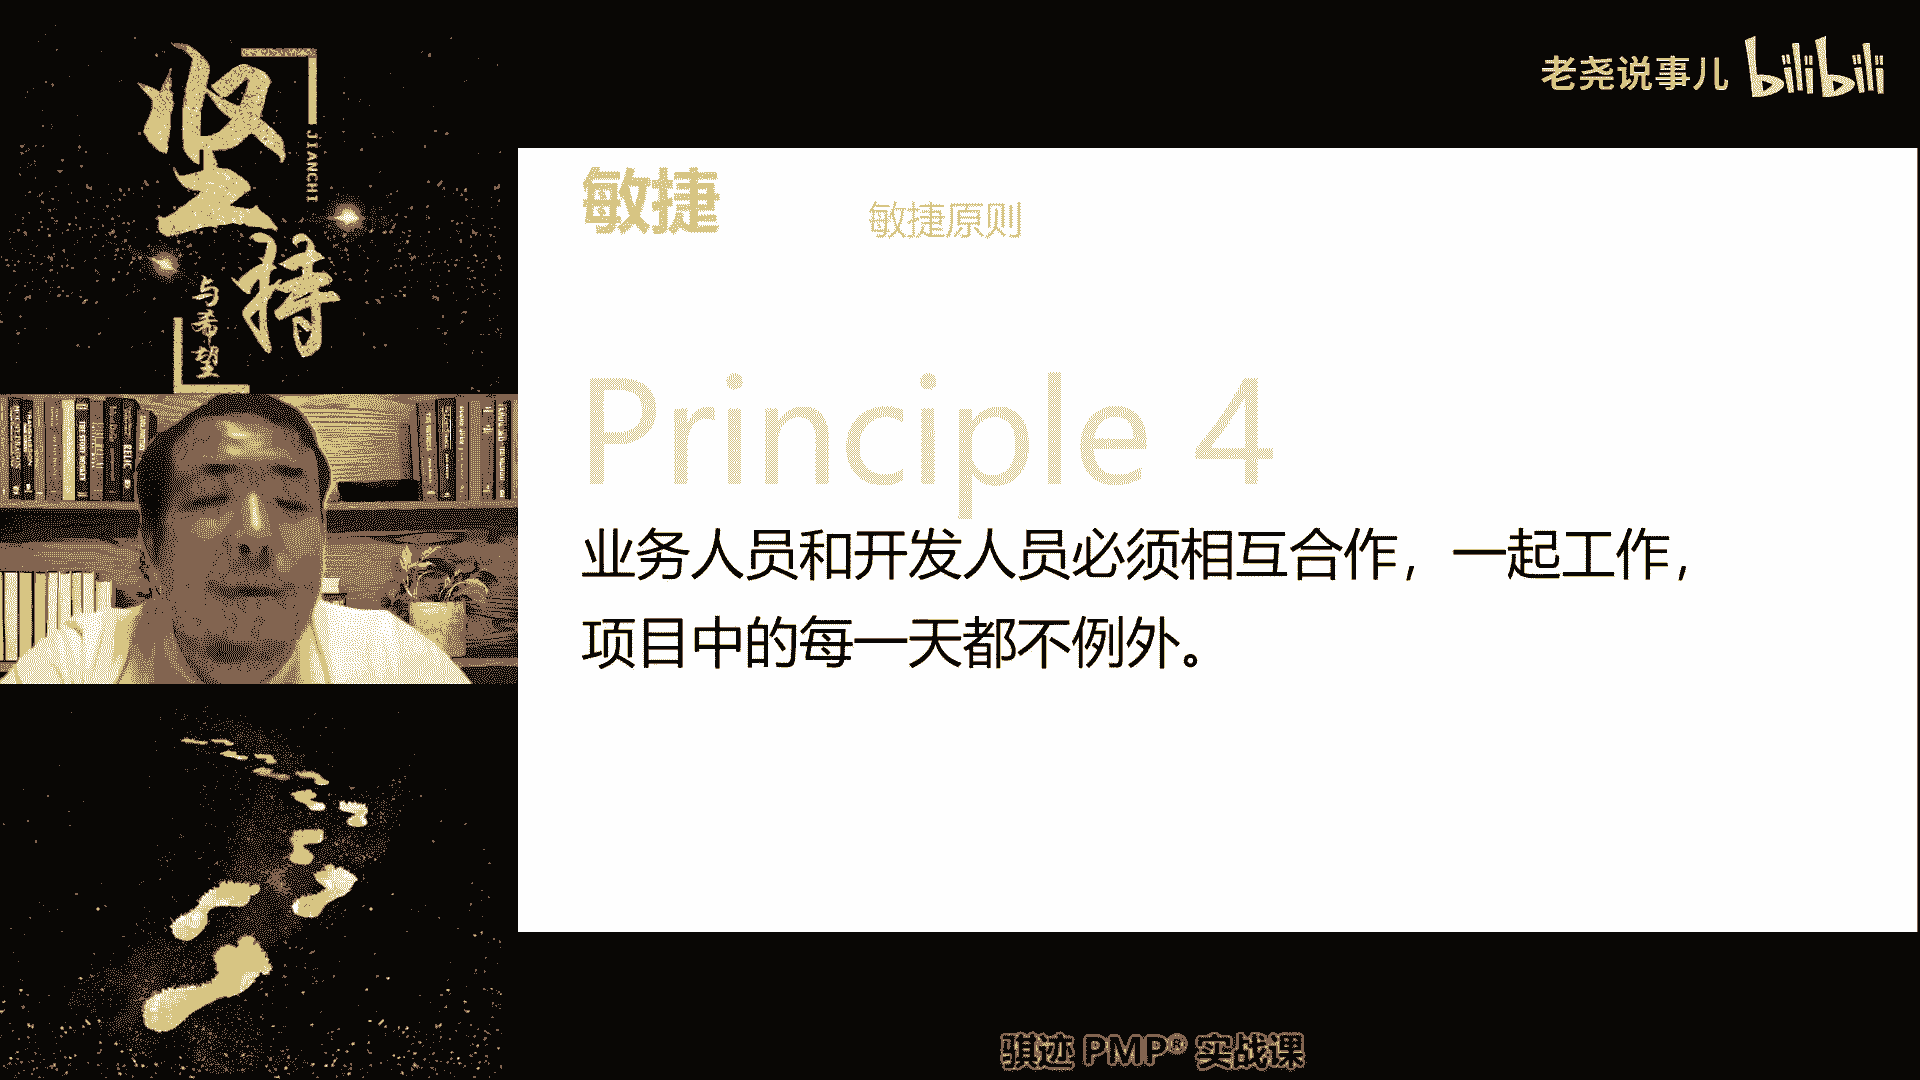 坚持
JIANCHI
与希望
老尧说事儿 bilibili
敏捷
敏捷原则
Principle 4
业务人员和开发人员必须相互合作，一起工作，
项目中的每一天都不例外。
骐迹 PMP® 实战课